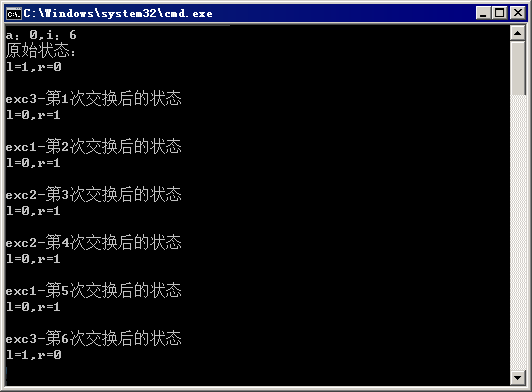 C:\Windows\system32\cmd.exe
a：0,i：6
原始状态：
l=1,r=0
exc3-第1次交换后的状态
l=0,r=1
exc1-第2次交换后的状态
l=0,r=1
exc2-第3次交换后的状态
l=0,r=1
exc2-第4次交换后的状态
l=0,r=1
exc1-第5次交换后的状态
l=0,r=1
exc3-第6次交换后的状态
l=1,r=0